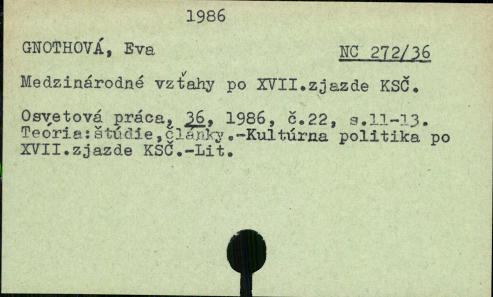 1986
GNOTHOVÁ, Eva NC 272/36
Medzinárodné vzťahy po XVII.zjazde KSČ.
Osvetová práca, 36, 1986, č.22, s.11-13.
Teória:štúdie,články.-Kultúrna politika po
XVII.zjazde KSČ.-Lit.